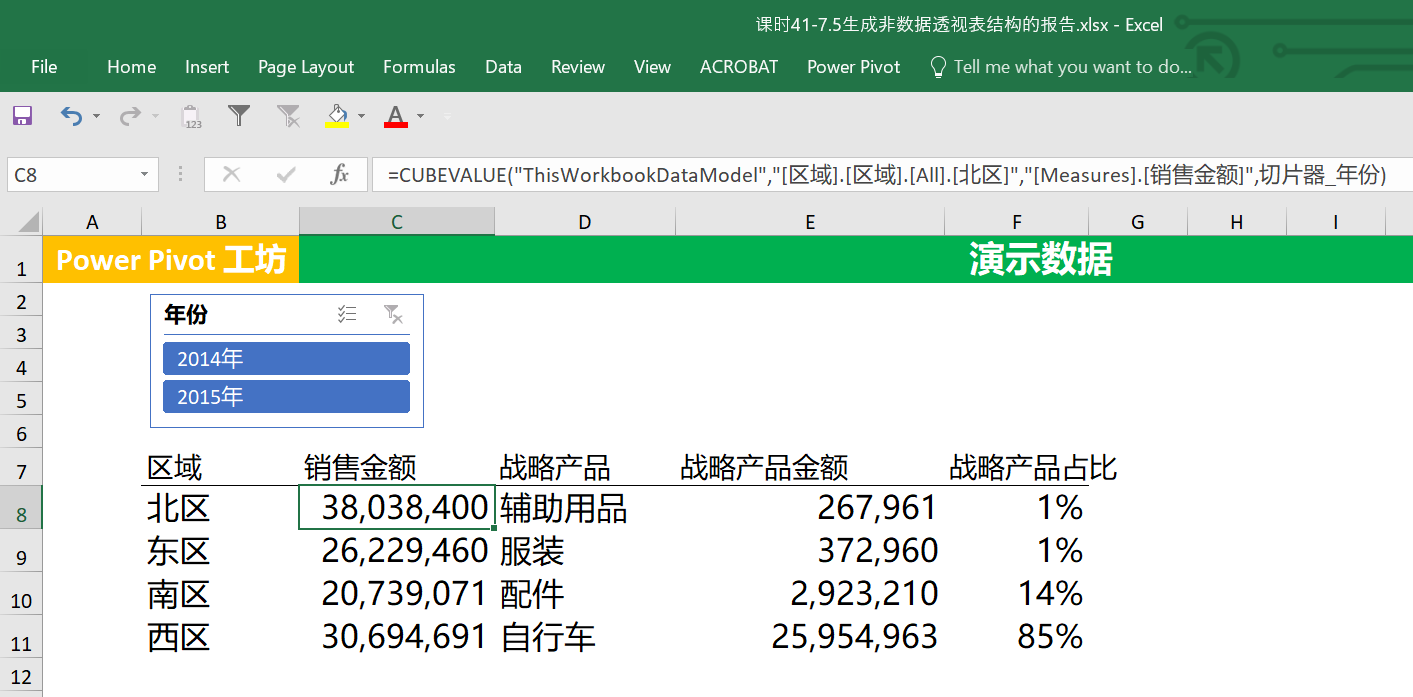 课时41-7.5生成非数据透视表结构的报告.xlsx - Excel
File Home Insert Page Layout Formulas Data Review View ACROBAT Power Pivot Tell me what you want to do...
123 A
C8 fx =CUBEVALUE("ThisWorkbookDataModel","[区域].[区域].[All].[北区]","[Measures].[销售金额]",切片器_年份)
A B C D E F G H I
1 Power Pivot 工坊 演示数据
2 年份
3
4 2014年
5 2015年
6
7 区域 销售金额 战略产品 战略产品金额 战略产品占比
8 北区 38,038,400 辅助用品 267,961 1%
9 东区 26,229,460 服装 372,960 1%
10 南区 20,739,071 配件 2,923,210 14%
11 西区 30,694,691 自行车 25,954,963 85%
12